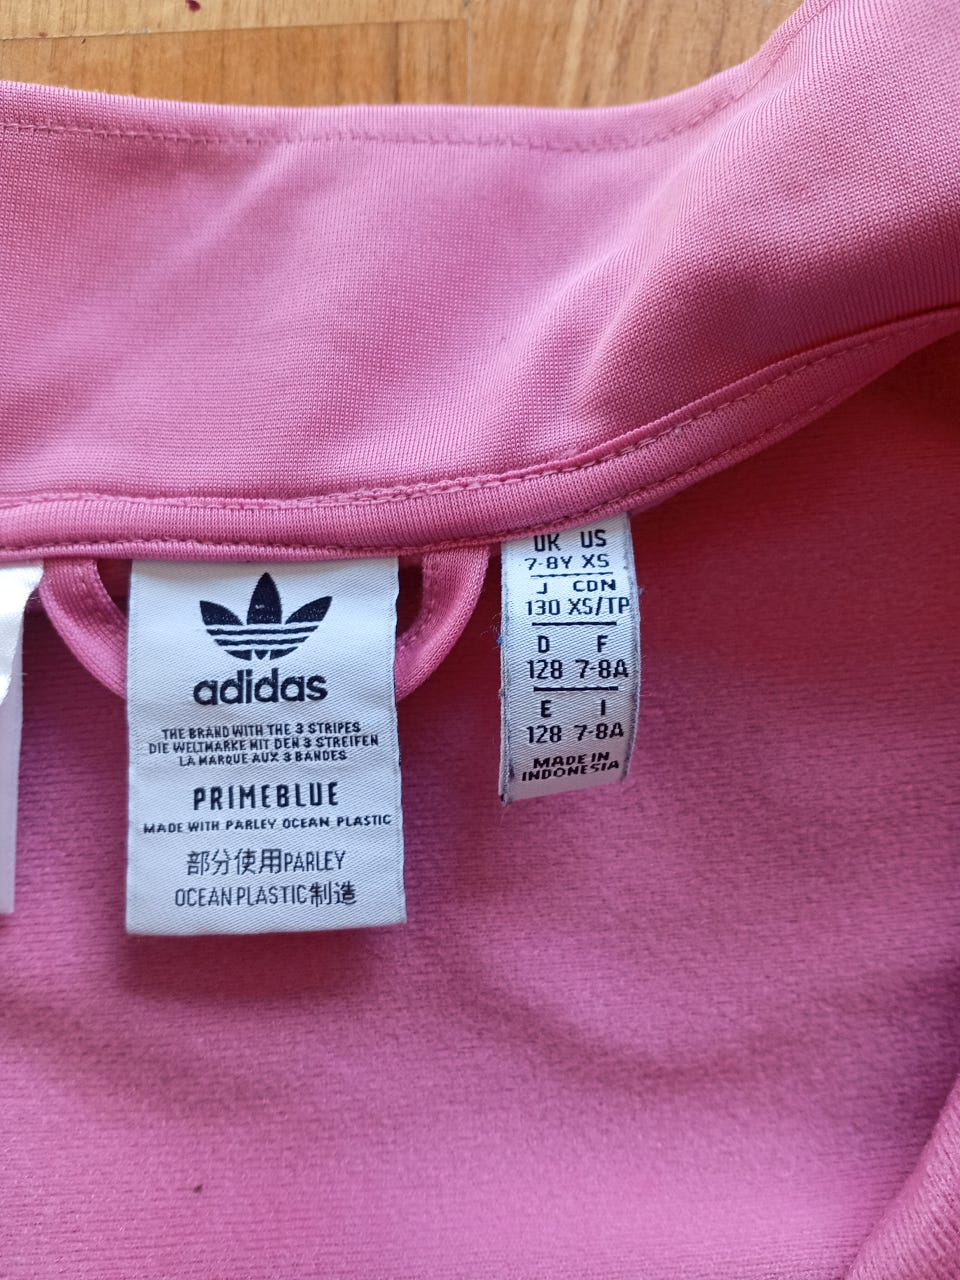 adidas
THE BRAND WITH THE 3 STRIPES
DIE WELTMARKE MIT DEN 3 STREIFEN
LA MARQUE AUX 3 BANDES
PRIMEBLUE
MADE WITH PARLEY OCEAN PLASTIC
部分使用PARLEY
OCEAN PLASTIC制造
UK US
7-8Y XS
J CDN
130 XS/TP
D F
128 7-8A
E I
128 7-8A
MADE IN
INDONESIA